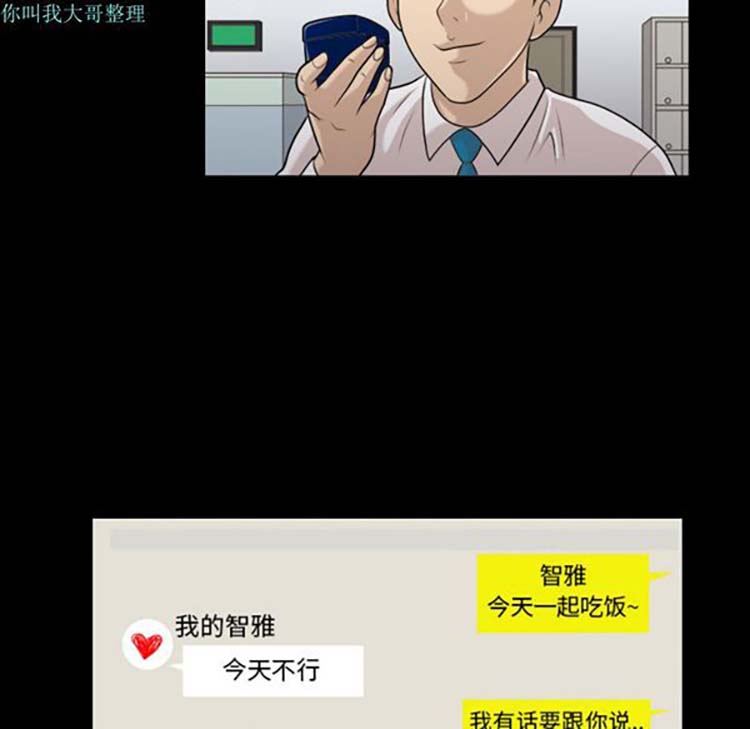 你叫我大哥整理
智雅
今天一起吃饭~
我的智雅
今天不行
我有话要跟你说..